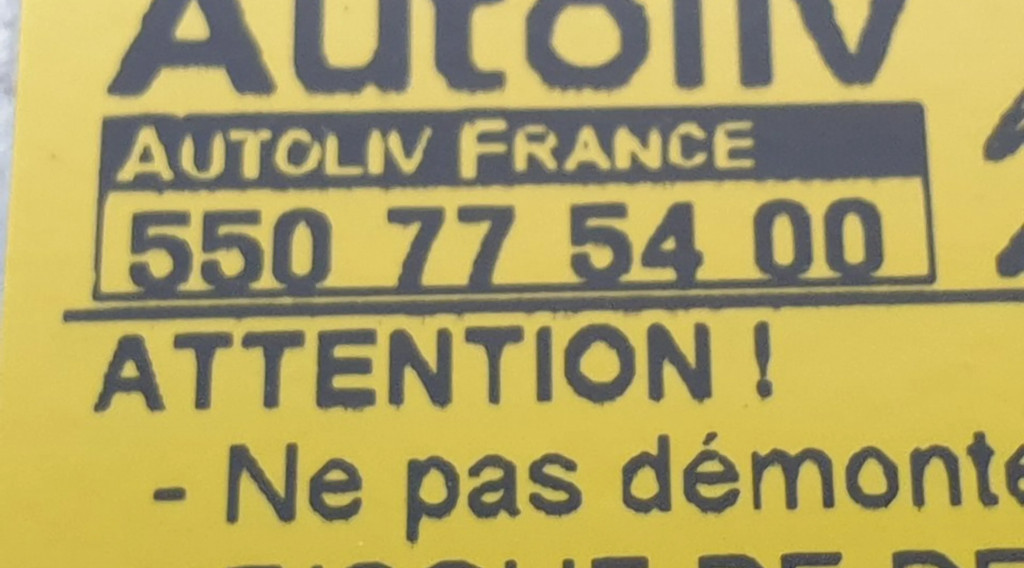 Autoliv
AUTOLIV FRANCE
550 77 54 00
ATTENTION !
- Ne pas démonte